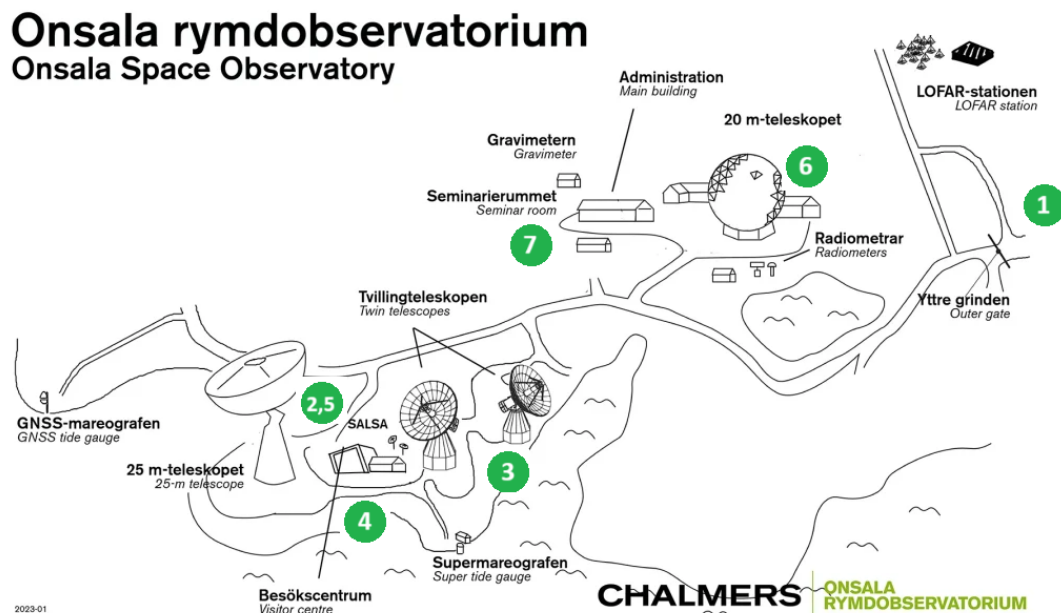 Onsala rymdobservatorium
Onsala Space Observatory
LOFAR-stationen
LOFAR station
Administration
Main building
20 m-teleskopet
Gravimetern
Gravimeter
6
Seminarierummet
Seminar room
1
7
Radiometrar
Radiometers
Yttre grinden
Outer gate
Tvillingteleskopen
Twin telescopes
2,5
SALSA
GNSS-mareografen
GNSS tide gauge
25 m-teleskopet
25-m telescope
3
4
Supermareografen
Super tide gauge
Besökscentrum
Visitor centre
2023-01
CHALMERS
ONSALA
RYMDOBSERVATORIUM